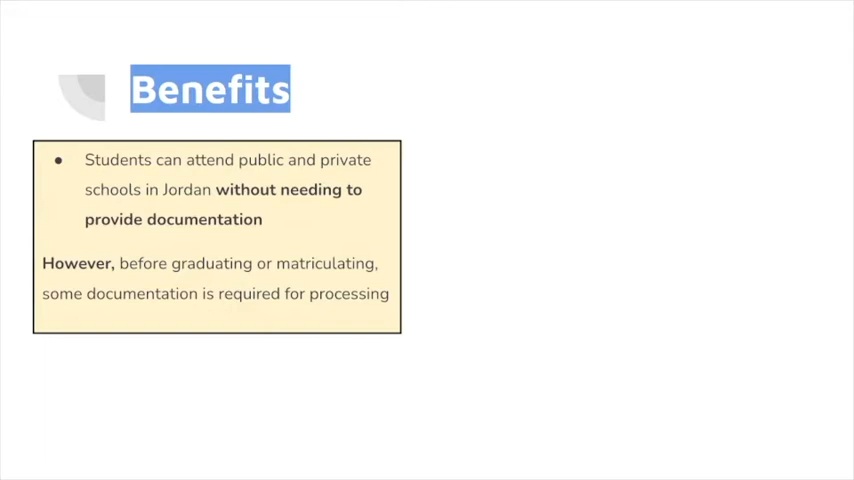 Benefits
● Students can attend public and private
schools in Jordan without needing to
provide documentation
However, before graduating or matriculating,
some documentation is required for processing